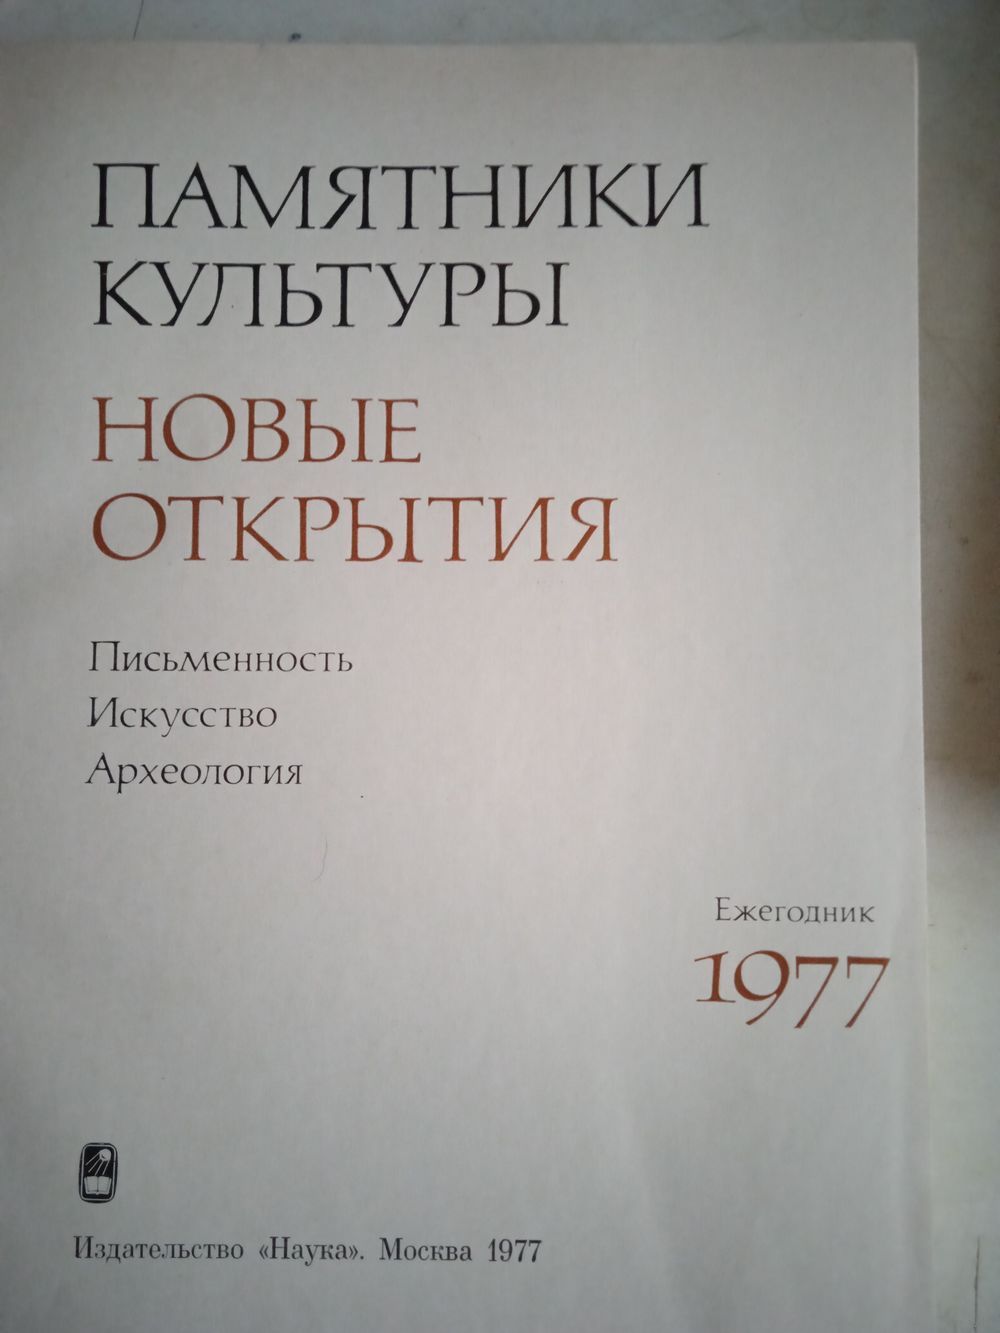 ПАМЯТНИКИ
КУЛЬТУРЫ
НОВЫЕ
ОТКРЫТИЯ
Письменность
Искусство
Археология
Ежегодник
1977
Издательство «Наука». Москва 1977